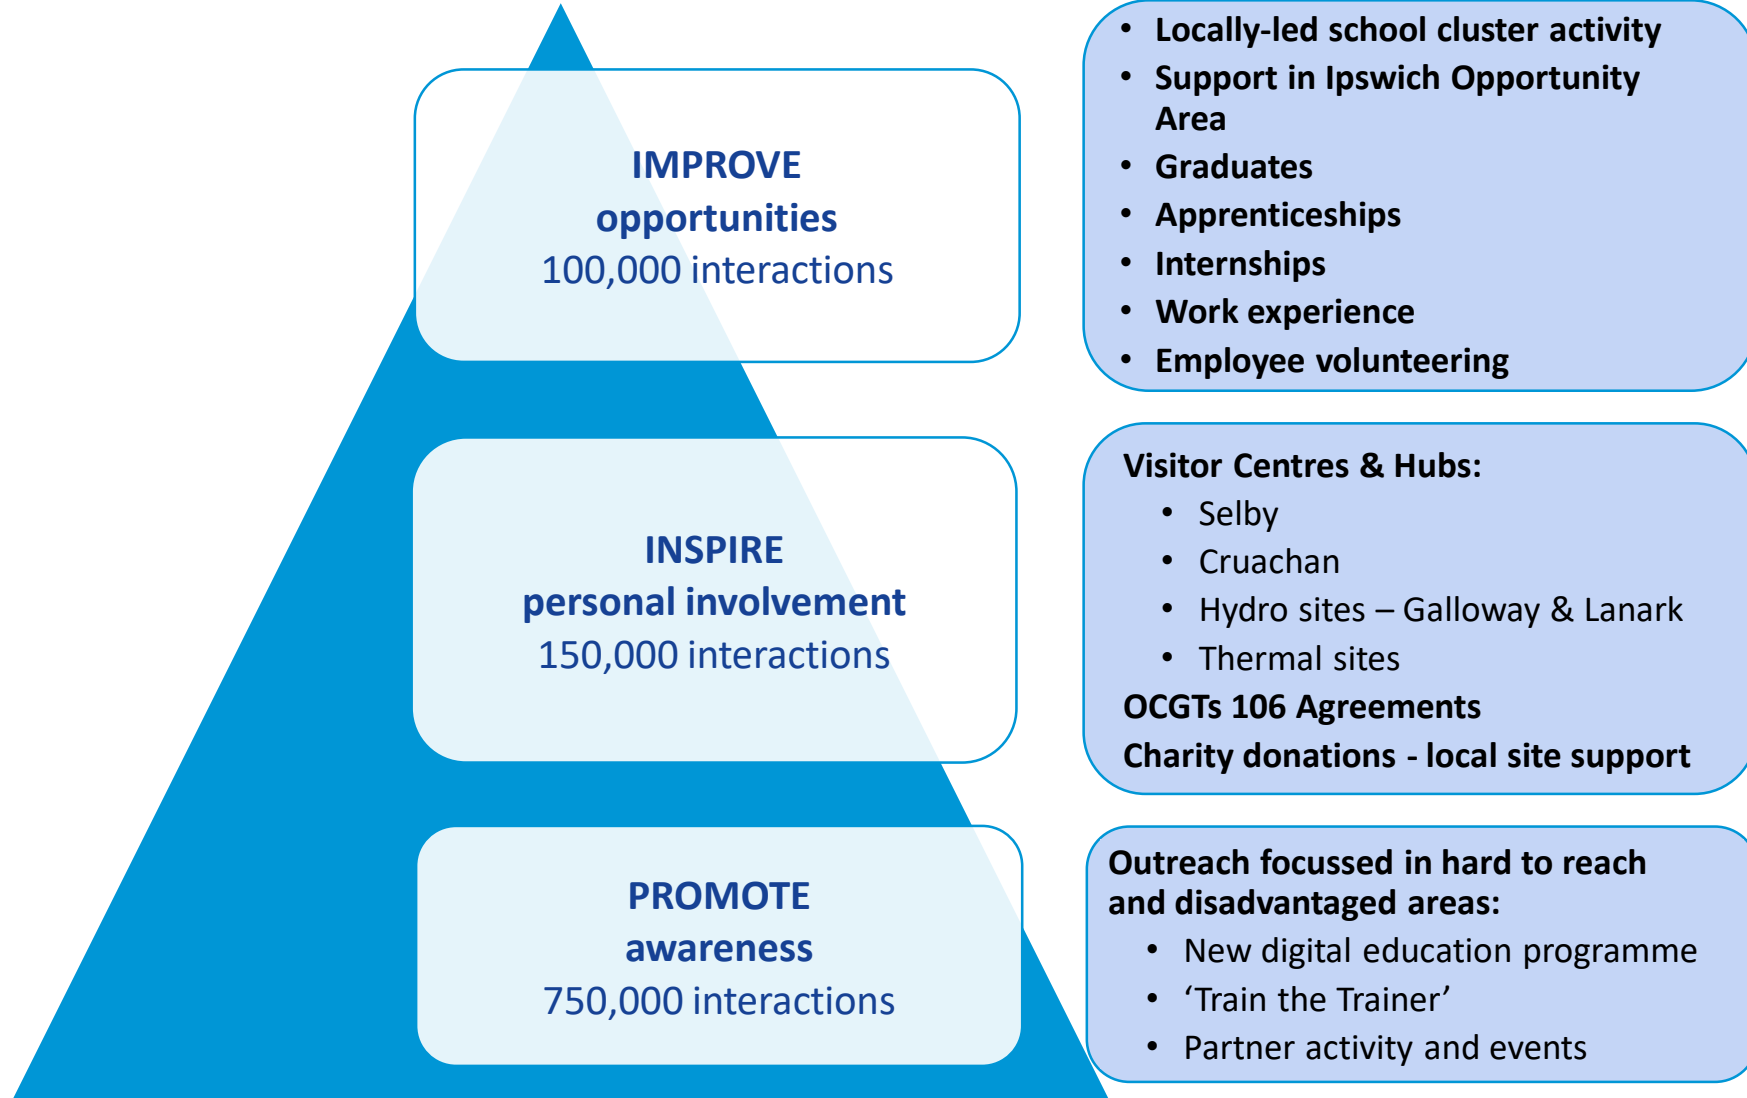 IMPROVE
opportunities
100,000 interactions
• Locally-led school cluster activity
• Support in Ipswich Opportunity
Area
• Graduates
• Apprenticeships
• Internships
• Work experience
• Employee volunteering
INSPIRE
personal involvement
150,000 interactions
Visitor Centres & Hubs:
• Selby
• Cruachan
• Hydro sites – Galloway & Lanark
• Thermal sites
OCGTs 106 Agreements
Charity donations - local site support
PROMOTE
awareness
750,000 interactions
Outreach focussed in hard to reach
and disadvantaged areas:
• New digital education programme
• ‘Train the Trainer’
• Partner activity and events